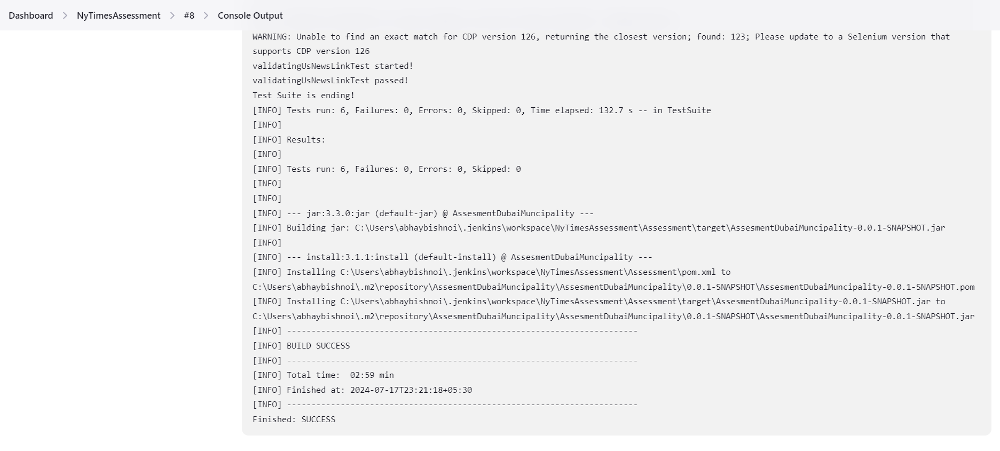 Dashboard > NyTimesAssessment > #8 > Console Output
WARNING: Unable to find an exact match for CDP version 126, returning the closest version; found: 123; Please update to a Selenium version that
supports CDP version 126
validatingUsNewsLinkTest started!
validatingUsNewsLinkTest passed!
Test Suite is ending!
[INFO] Tests run: 6, Failures: 0, Errors: 0, Skipped: 0, Time elapsed: 132.7 s -- in TestSuite
[INFO]
[INFO] Results:
[INFO]
[INFO] Tests run: 6, Failures: 0, Errors: 0, Skipped: 0
[INFO]
[INFO]
[INFO] --- jar:3.3.0:jar (default-jar) @ AssesmentDubaiMuncipality ---
[INFO] Building jar: C:\Users\abhaybishnoi\.jenkins\workspace\NyTimesAssessment\Assessment\target\AssesmentDubaiMuncipality-0.0.1-SNAPSHOT.jar
[INFO]
[INFO] --- install:3.1.1:install (default-install) @ AssesmentDubaiMuncipality ---
[INFO] Installing C:\Users\abhaybishnoi\.jenkins\workspace\NyTimesAssessment\Assessment\pom.xml to
C:\Users\abhaybishnoi\.m2\repository\AssesmentDubaiMuncipality\AssesmentDubaiMuncipality\0.0.1-SNAPSHOT\AssesmentDubaiMuncipality-0.0.1-SNAPSHOT.pom
[INFO] Installing C:\Users\abhaybishnoi\.jenkins\workspace\NyTimesAssessment\Assessment\target\AssesmentDubaiMuncipality-0.0.1-SNAPSHOT.jar to
C:\Users\abhaybishnoi\.m2\repository\AssesmentDubaiMuncipality\AssesmentDubaiMuncipality\0.0.1-SNAPSHOT\AssesmentDubaiMuncipality-0.0.1-SNAPSHOT.jar
[INFO] ------------------------------------------------------------------------
[INFO] BUILD SUCCESS
[INFO] ------------------------------------------------------------------------
[INFO] Total time:  02:59 min
[INFO] Finished at: 2024-07-17T23:21:18+05:30
[INFO] ------------------------------------------------------------------------
Finished: SUCCESS